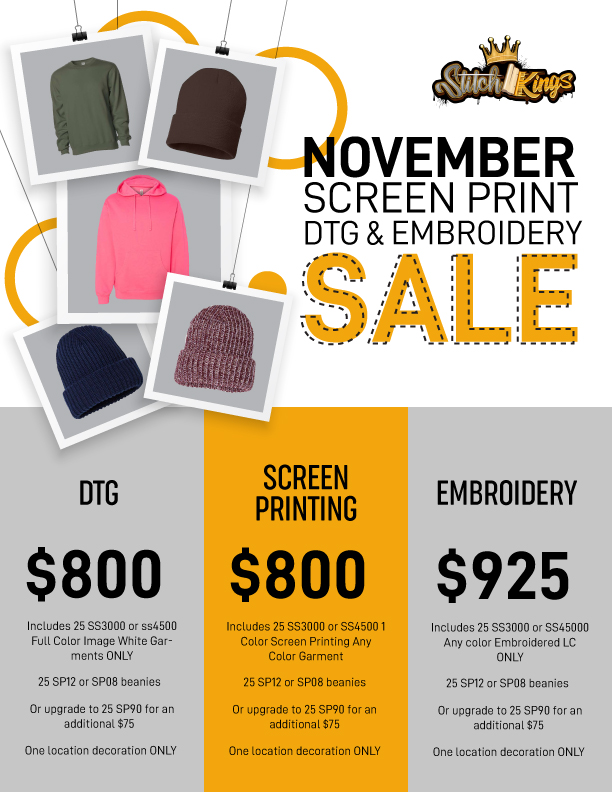 Stitch Kings
NOVEMBER
SCREEN PRINT
DTG & EMBROIDERY
SALE
DTG
$800
Includes 25 SS3000 or ss4500
Full Color Image White Gar-
ments ONLY
25 SP12 or SP08 beanies
Or upgrade to 25 SP90 for an
additional $75
One location decoration ONLY
SCREEN
PRINTING
$800
Includes 25 SS3000 or SS4500 1
Color Screen Printing Any
Color Garment
25 SP12 or SP08 beanies
Or upgrade to 25 SP90 for an
additional $75
One location decoration ONLY
EMBROIDERY
$925
Includes 25 SS3000 or SS45000
Any color Embroidered LC
ONLY
25 SP12 or SP08 beanies
Or upgrade to 25 SP90 for an
additional $75
One location decoration ONLY